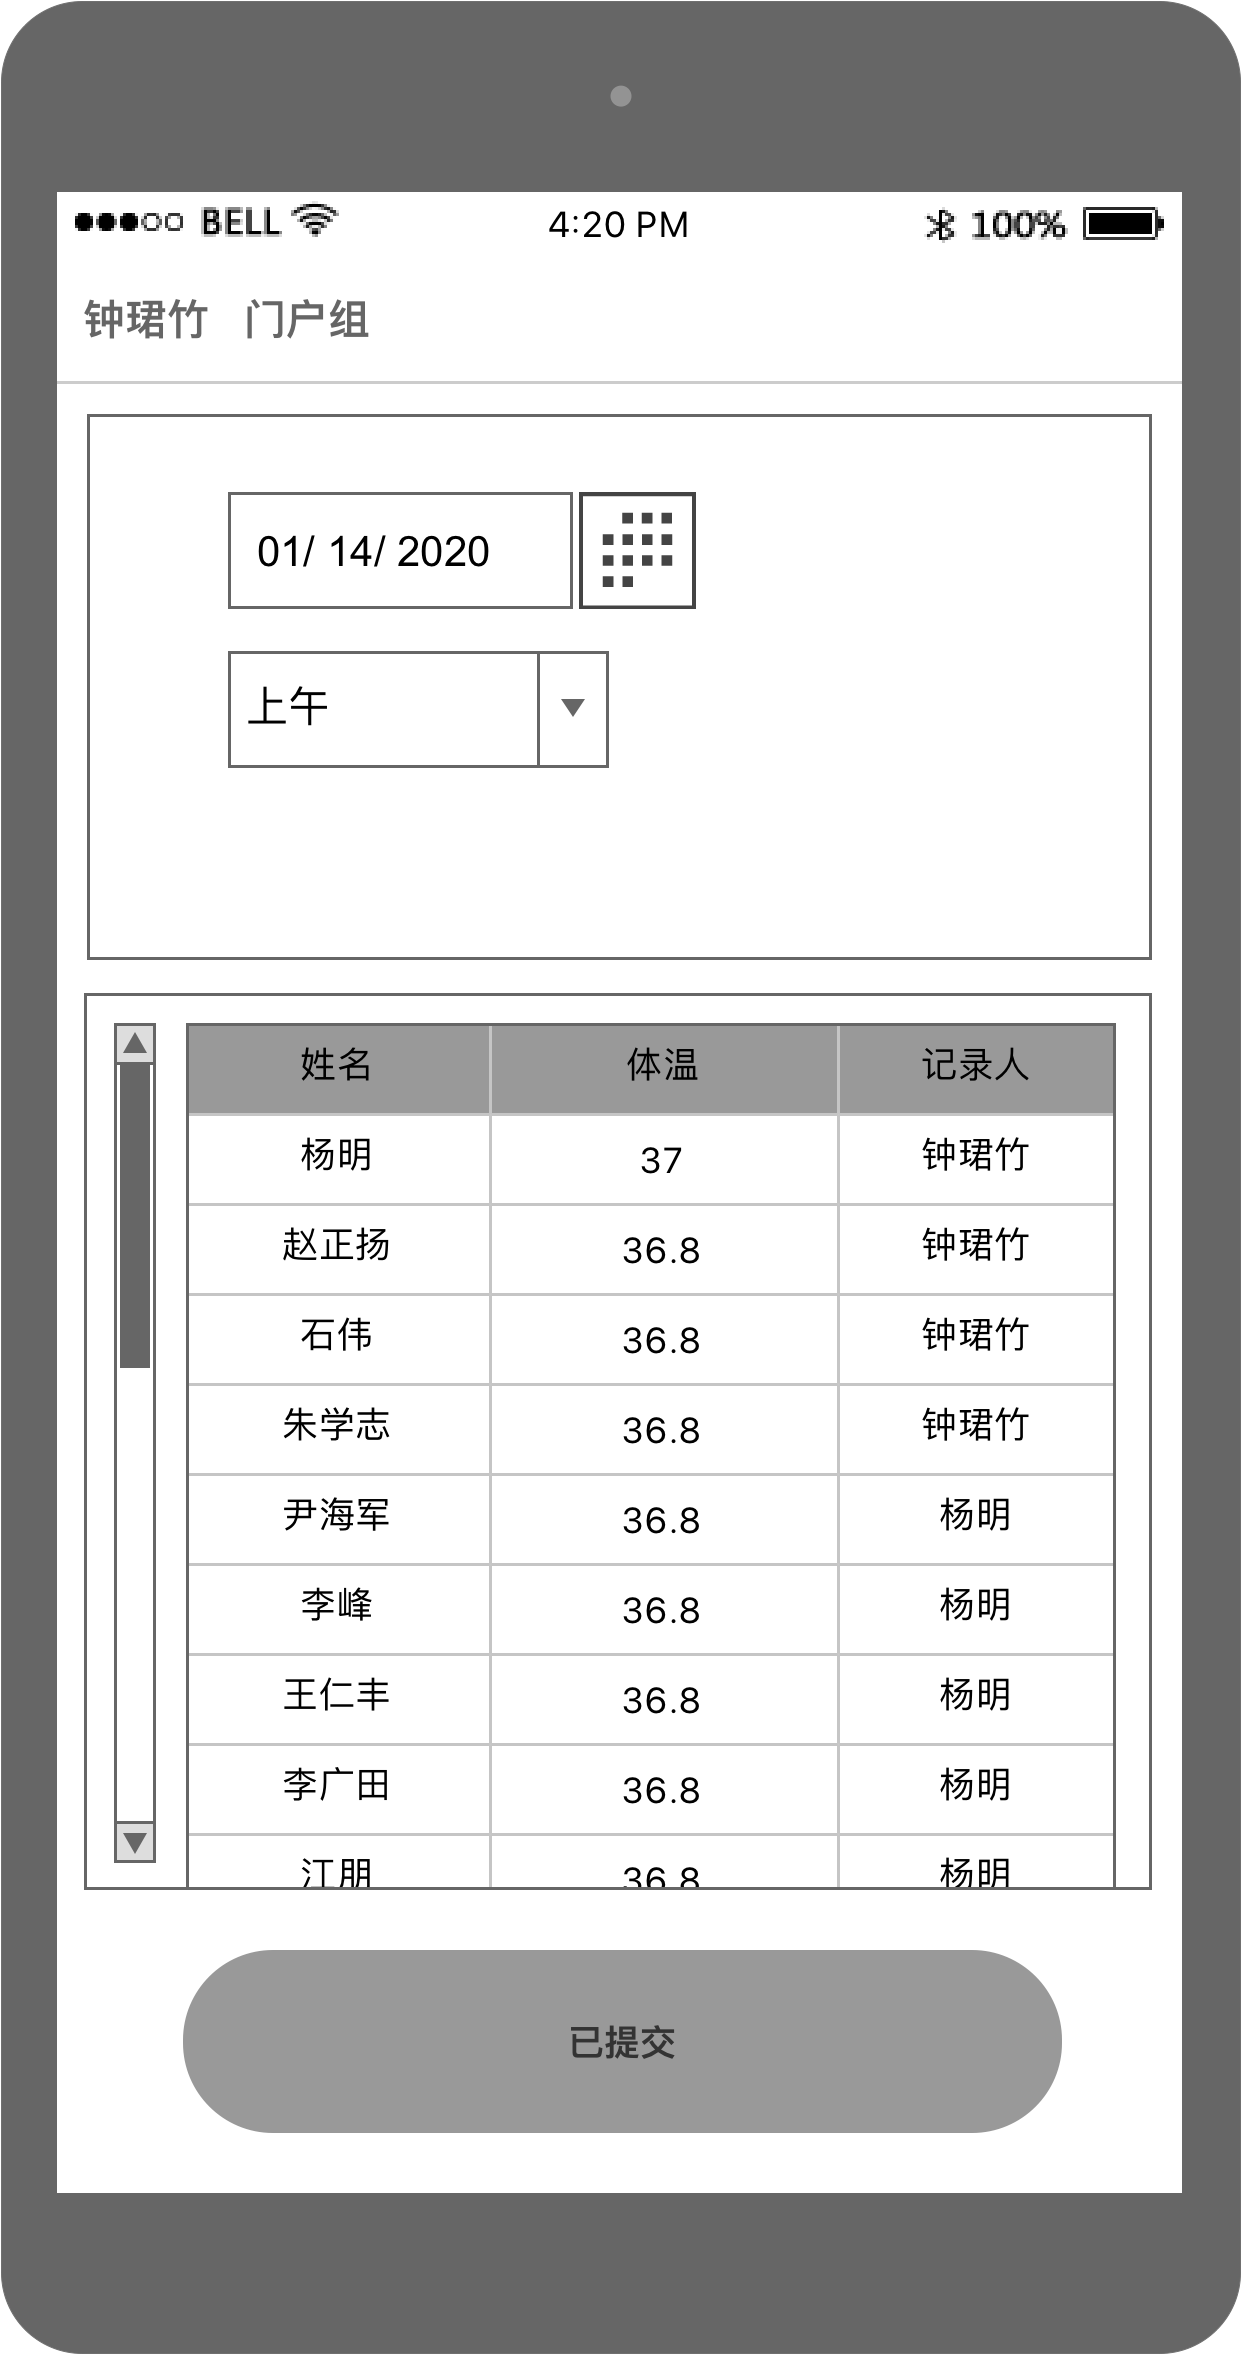 BELL 4:20 PM 100%
钟珺竹 门户组
01/ 14/ 2020
上午
姓名 体温 记录人
杨明 37 钟珺竹
赵正扬 36.8 钟珺竹
石伟 36.8 钟珺竹
朱学志 36.8 钟珺竹
尹海军 36.8 杨明
李峰 36.8 杨明
王仁丰 36.8 杨明
李广田 36.8 杨明
江朋 36.8 杨明
已提交